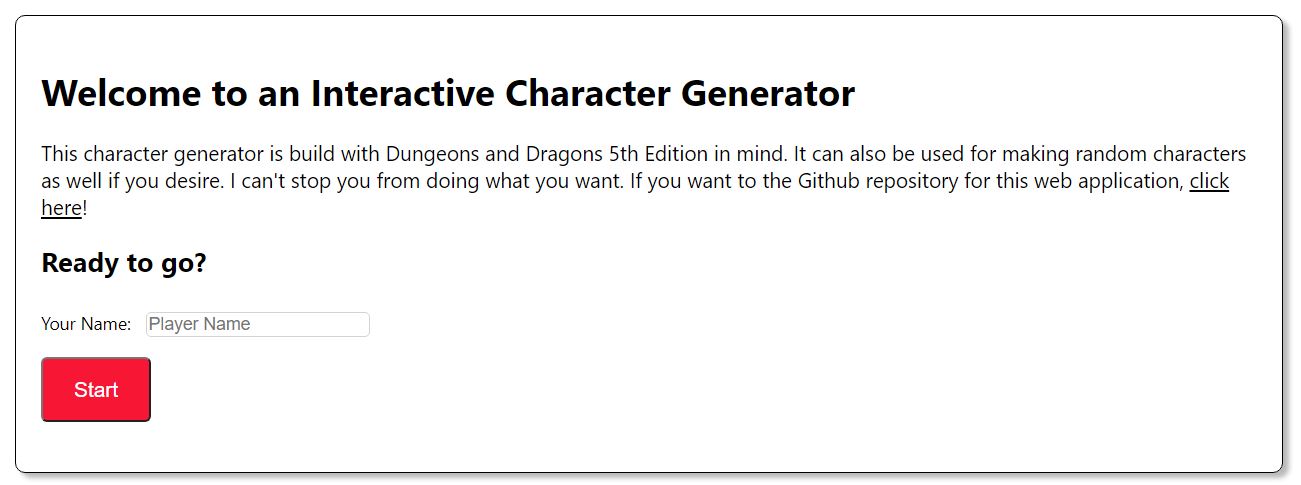 Welcome to an Interactive Character Generator
This character generator is build with Dungeons and Dragons 5th Edition in mind. It can also be used for making random characters
as well if you desire. I can't stop you from doing what you want. If you want to the Github repository for this web application, click
here!
Ready to go?
Your Name: Player Name
Start